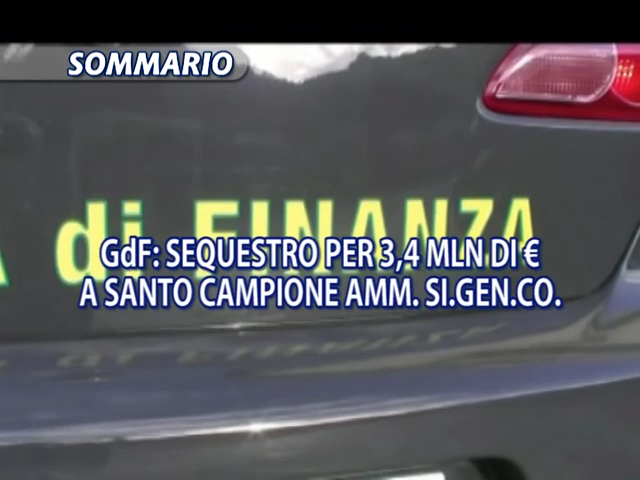 SOMMARIO
A di FINANZA
GdF: SEQUESTRO PER 3,4 MLN DI €
A SANTO CAMPIONE AMM. SI.GEN.CO.